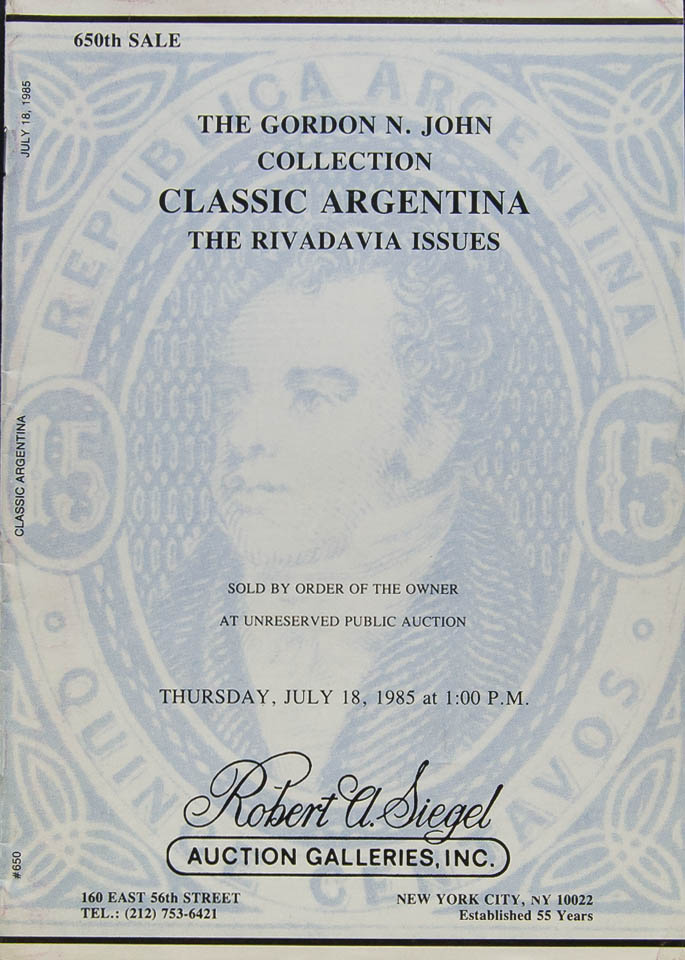 650th SALE
JULY 18, 1985
THE GORDON N. JOHN
COLLECTION
CLASSIC ARGENTINA
THE RIVADAVIA ISSUES
REPUBLICA ARGENTINA
15
15
CLASSIC ARGENTINA
SOLD BY ORDER OF THE OWNER
AT UNRESERVED PUBLIC AUCTION
THURSDAY, JULY 18, 1985 at 1:00 P.M.
Robert A. Siegel
AUCTION GALLERIES, INC.
#650
160 EAST 56th STREET
TEL.: (212) 753-6421
NEW YORK CITY, NY 10022
Established 55 Years